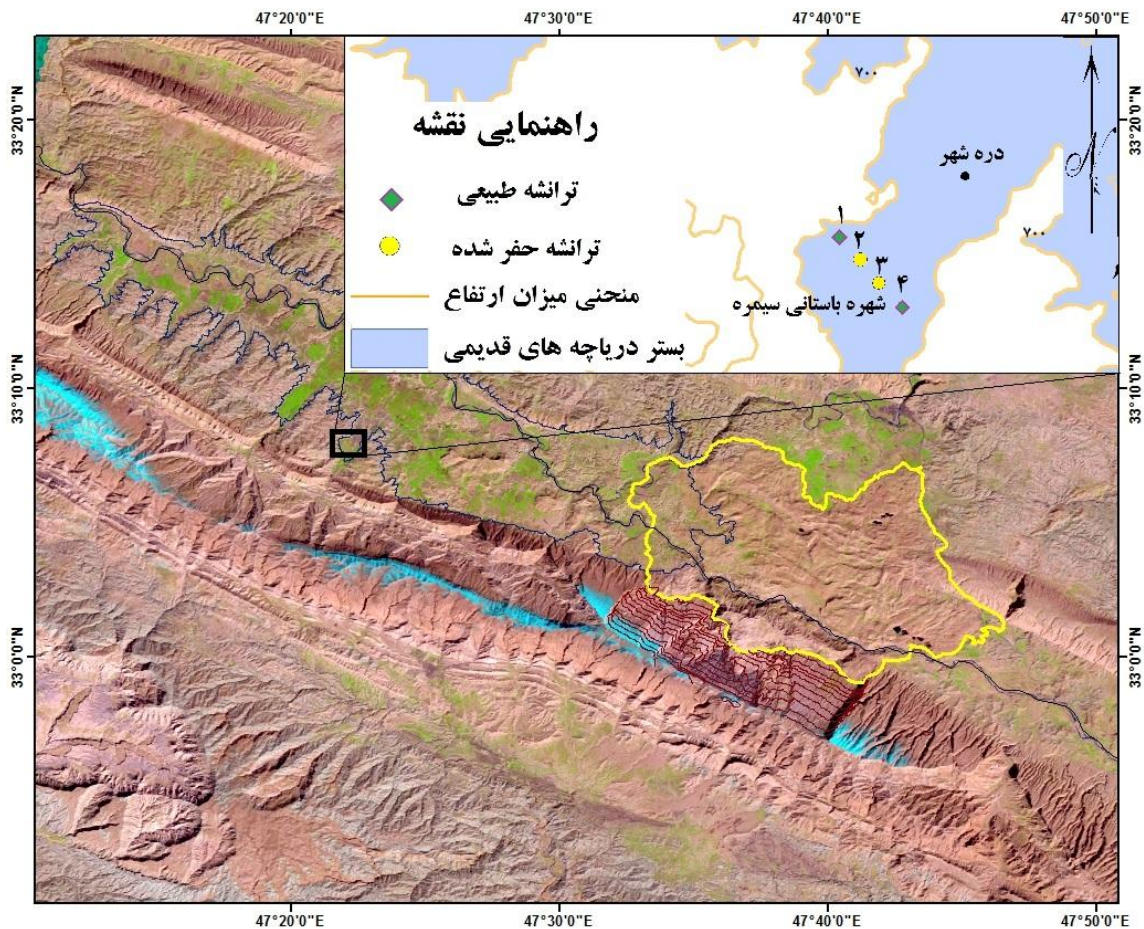 47°20'0"E 47°30'0"E 47°40'0"E 47°50'0"E
33°20'0"N
33°10'0"N
33°0'0"N
راهنمایی نقشه
ترانشه طبیعی
ترانشه حفر شده
منحنی میزان ارتفاع
بستر دریاچه های قدیمی
۷۰۰
دره شهر
۷۰۰
۱
۲
۳
۴
شهره باستانی سیمره
N
33°20'0"N
33°10'0"N
33°0'0"N
47°20'0"E 47°30'0"E 47°40'0"E 47°50'0"E